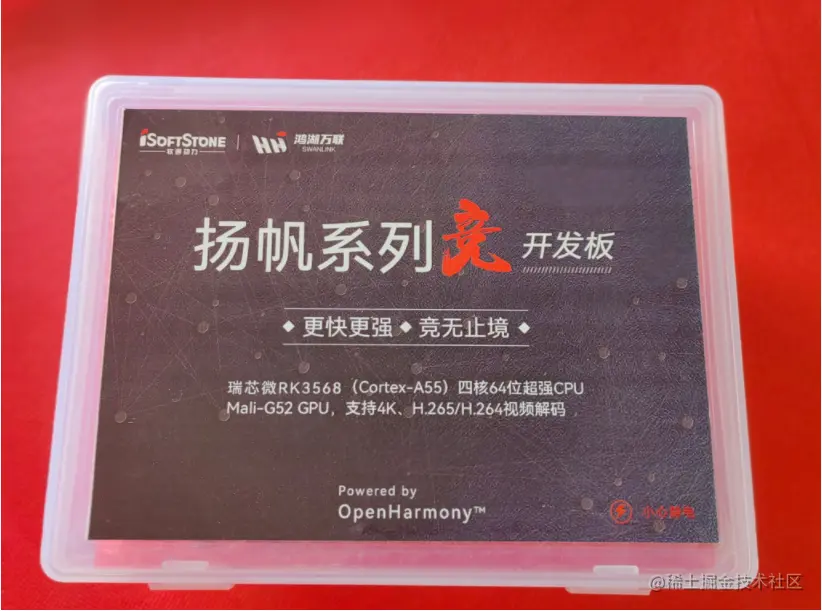 iSOFTSTONE 鸿湖万联
软通动力 SWANLINK
扬帆系列竞 开发板
更快更强 竞无止境
瑞芯微RK3568（Cortex-A55）四核64位超强CPU
Mali-G52 GPU，支持4K、H.265/H.264视频解码
Powered by
OpenHarmony™
@稀土掘金技术社区